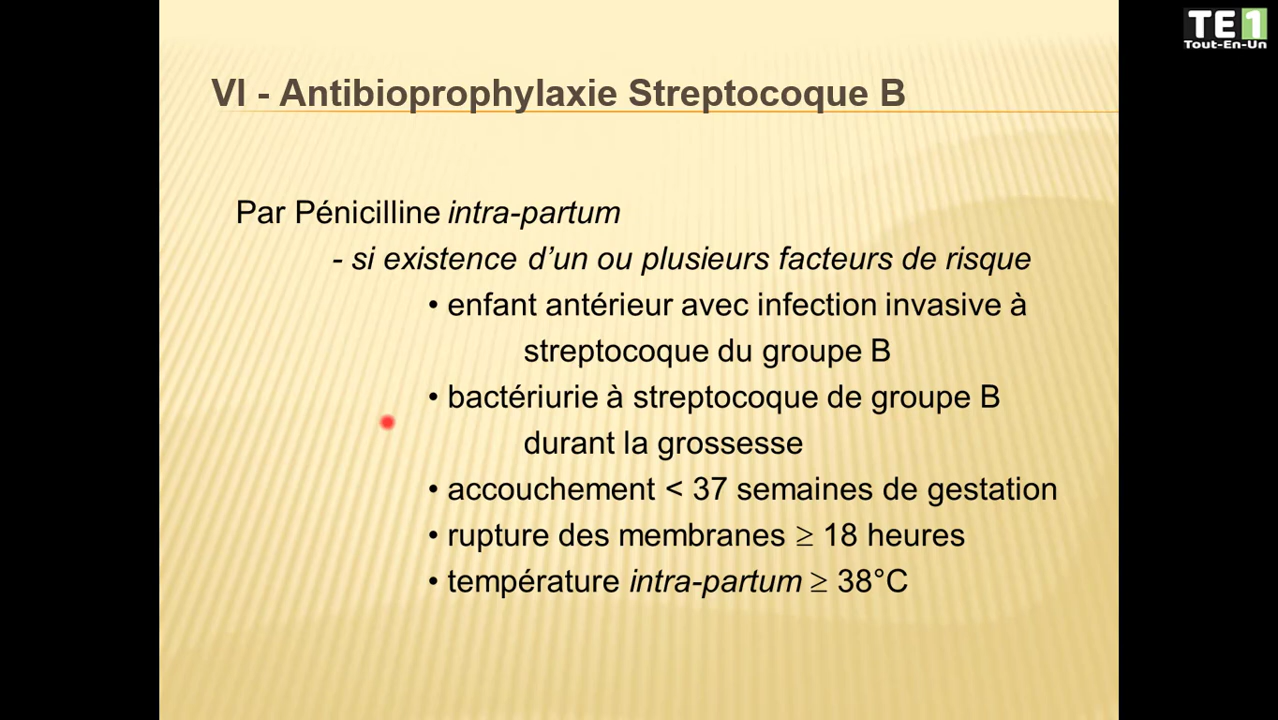 TE1
Tout-En-Un
VI - Antibioprophylaxie Streptocoque B
Par Pénicilline intra-partum
- si existence d’un ou plusieurs facteurs de risque
• enfant antérieur avec infection invasive à
streptocoque du groupe B
• bactériurie à streptocoque de groupe B
durant la grossesse
• accouchement < 37 semaines de gestation
• rupture des membranes ≥ 18 heures
• température intra-partum ≥ 38°C